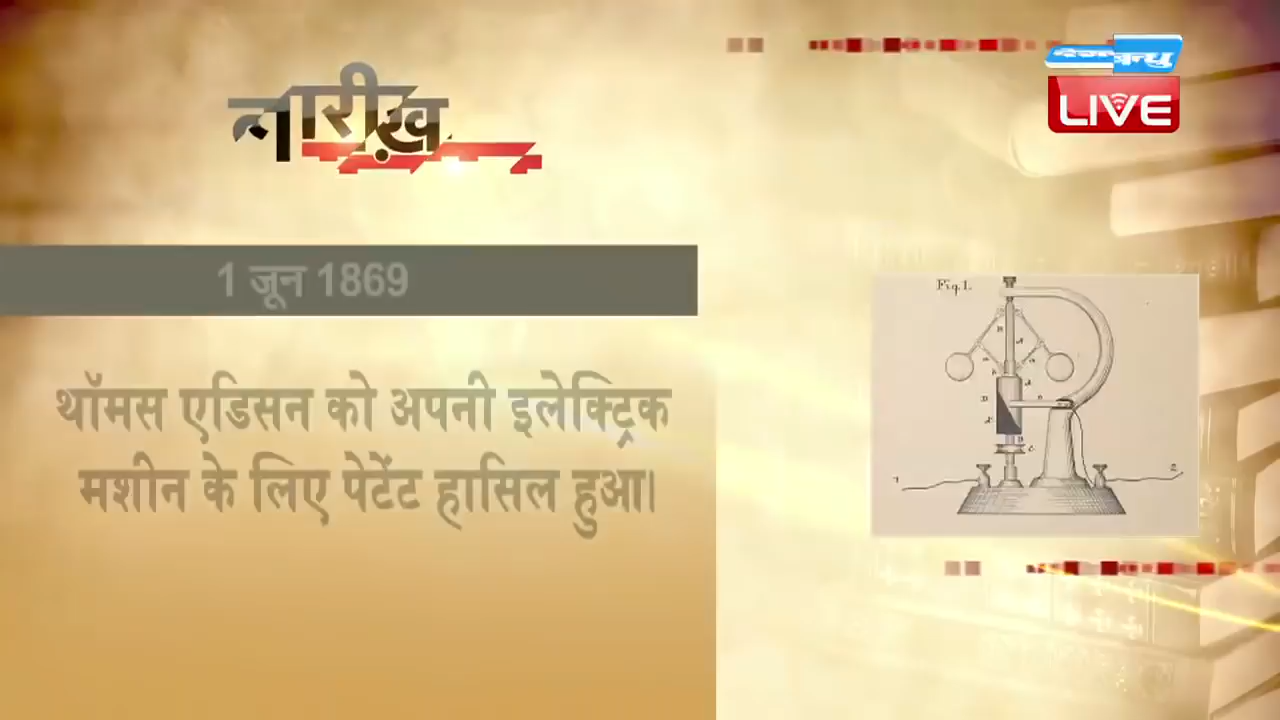 तारीख़
LIVE
1 जून 1869
थॉमस एडिसन को अपनी इलेक्ट्रिक
मशीन के लिए पेटेंट हासिल हुआ।
Fig.1.